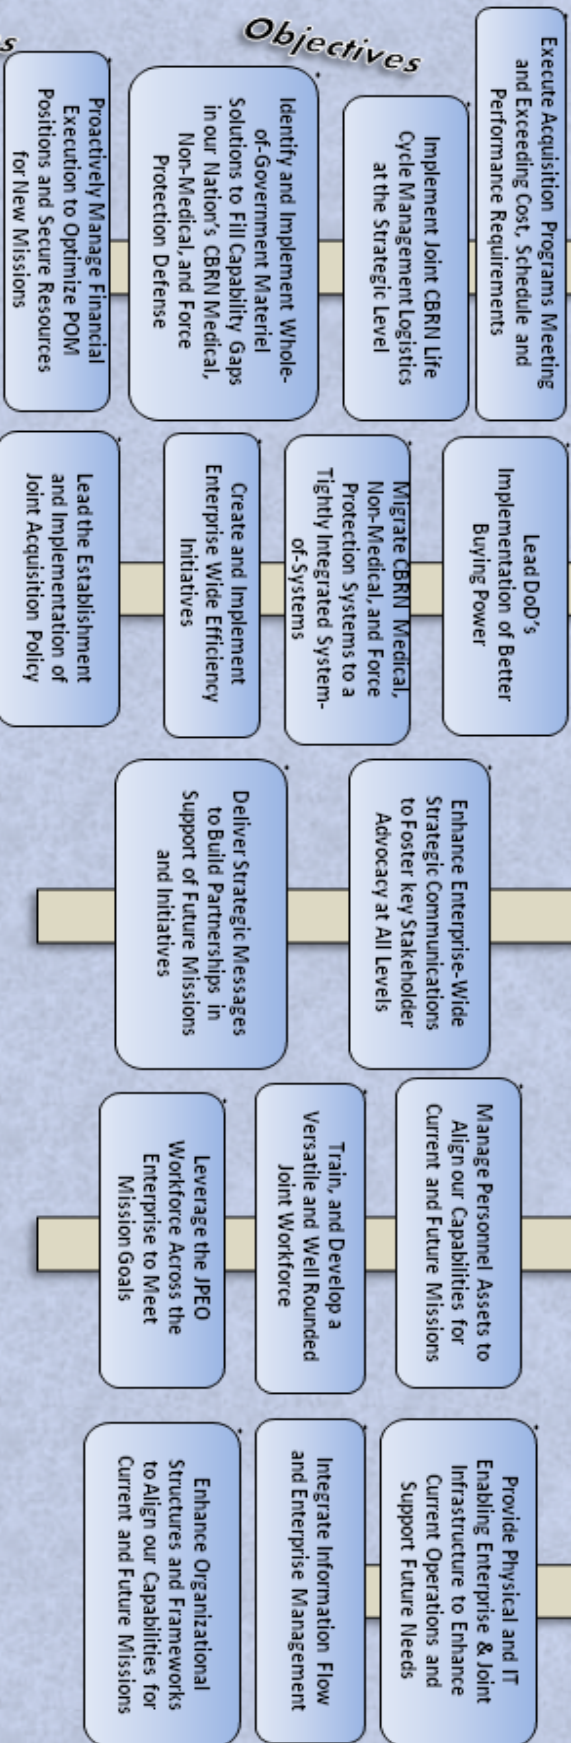 Objectives
Execute Acquisition Programs Meeting
and Exceeding Cost, Schedule and
Performance Requirements
Implement Joint CBRN Life
Cycle Management Logistics
at the Strategic Level
Identify and Implement Whole-
of-Government Materiel
Solutions to Fill Capability Gaps
in our Nation's CBRN Medical,
Non-Medical, and Force
Protection Defense
Proactively Manage Financial
Execution to Optimize POM
Positions and Secure Resources
for New Missions
Lead DoD's
Implementation of Better
Buying Power
Migrate CBRN Medical,
Non-Medical, and Force
Protection Systems to a
Tightly Integrated System-
of-Systems
Create and Implement
Enterprise Wide Efficiency
Initiatives
Lead the Establishment
and Implementation of
Joint Acquisition Policy
Enhance Enterprise-Wide
Strategic Communications
to Foster key Stakeholder
Advocacy at All Levels
Deliver Strategic Messages
to Build Partnerships in
Support of Future Missions
and Initiatives
Manage Personnel Assets to
Align our Capabilities for
Current and Future Missions
Train, and Develop a
Versatile and Well Rounded
Joint Workforce
Leverage the JPEO
Workforce Across the
Enterprise to Meet
Mission Goals
Provide Physical and IT
Enabling Enterprise & Joint
Infrastructure to Enhance
Current Operations and
Support Future Needs
Integrate Information Flow
and Enterprise Management
Enhance Organizational
Structures and Frameworks
to Align our Capabilities for
Current and Future Missions